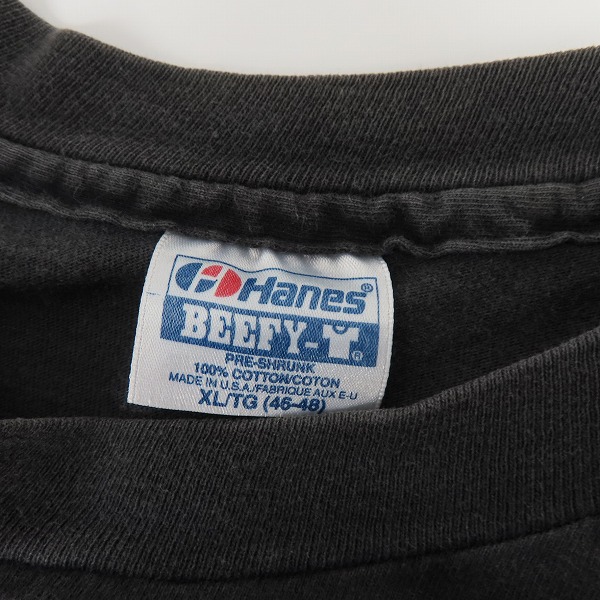 Hanes®
BEEFY-T®
PRE-SHRUNK
100% COTTON/COTON
MADE IN U.S.A./FABRIQUE AUX E-U
XL/TG (46-48)